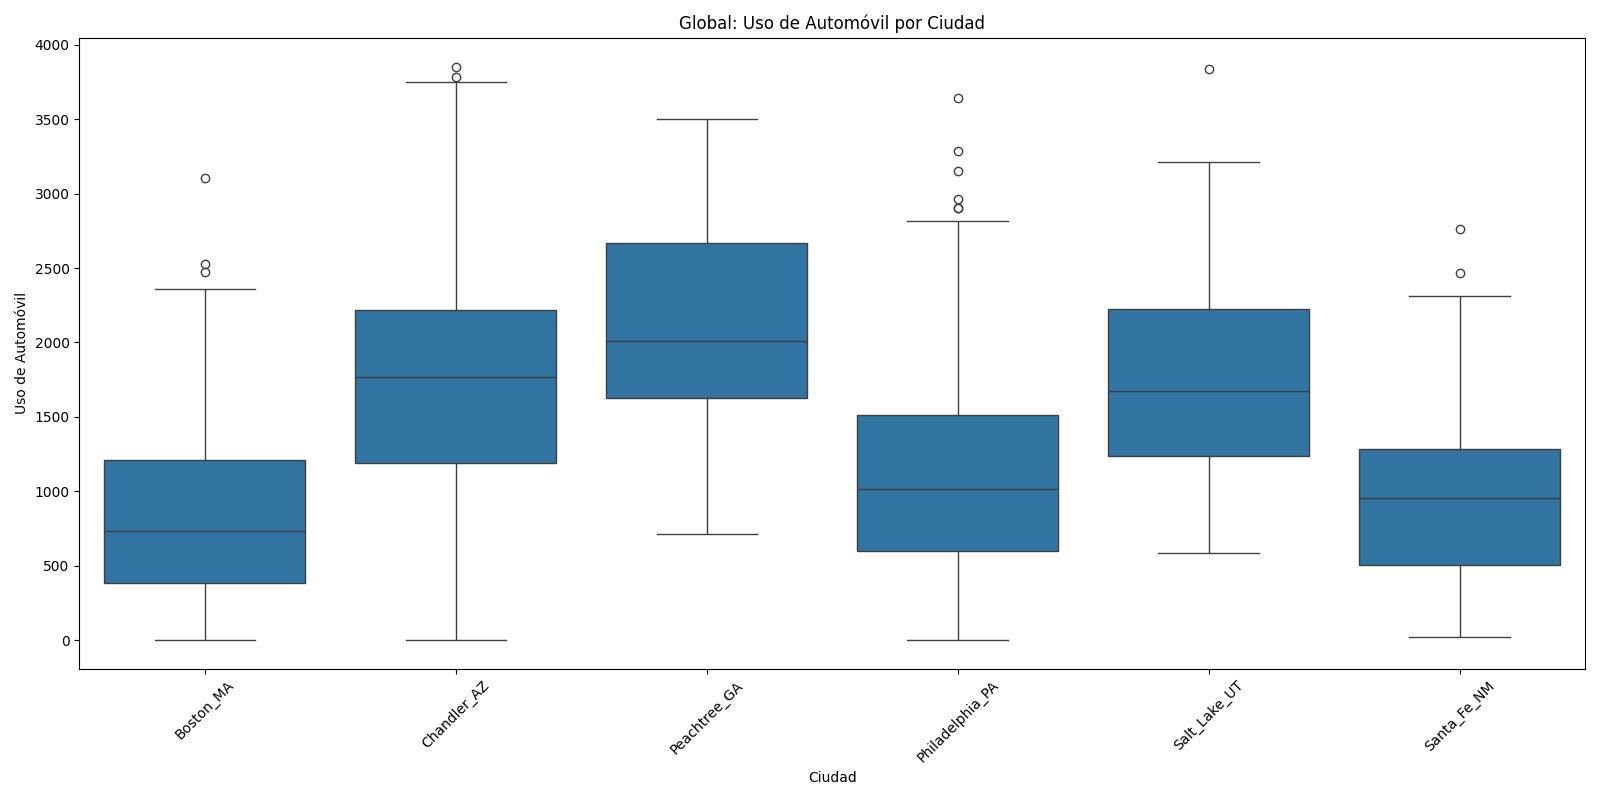 Global: Uso de Automóvil por Ciudad
4000
3500
3000
2500
2000
1500
1000
500
0
Uso de Automóvil
Boston_MA
Chandler_AZ
Peachtree_GA
Philadelphia_PA
Salt_Lake_UT
Santa_Fe_NM
Ciudad